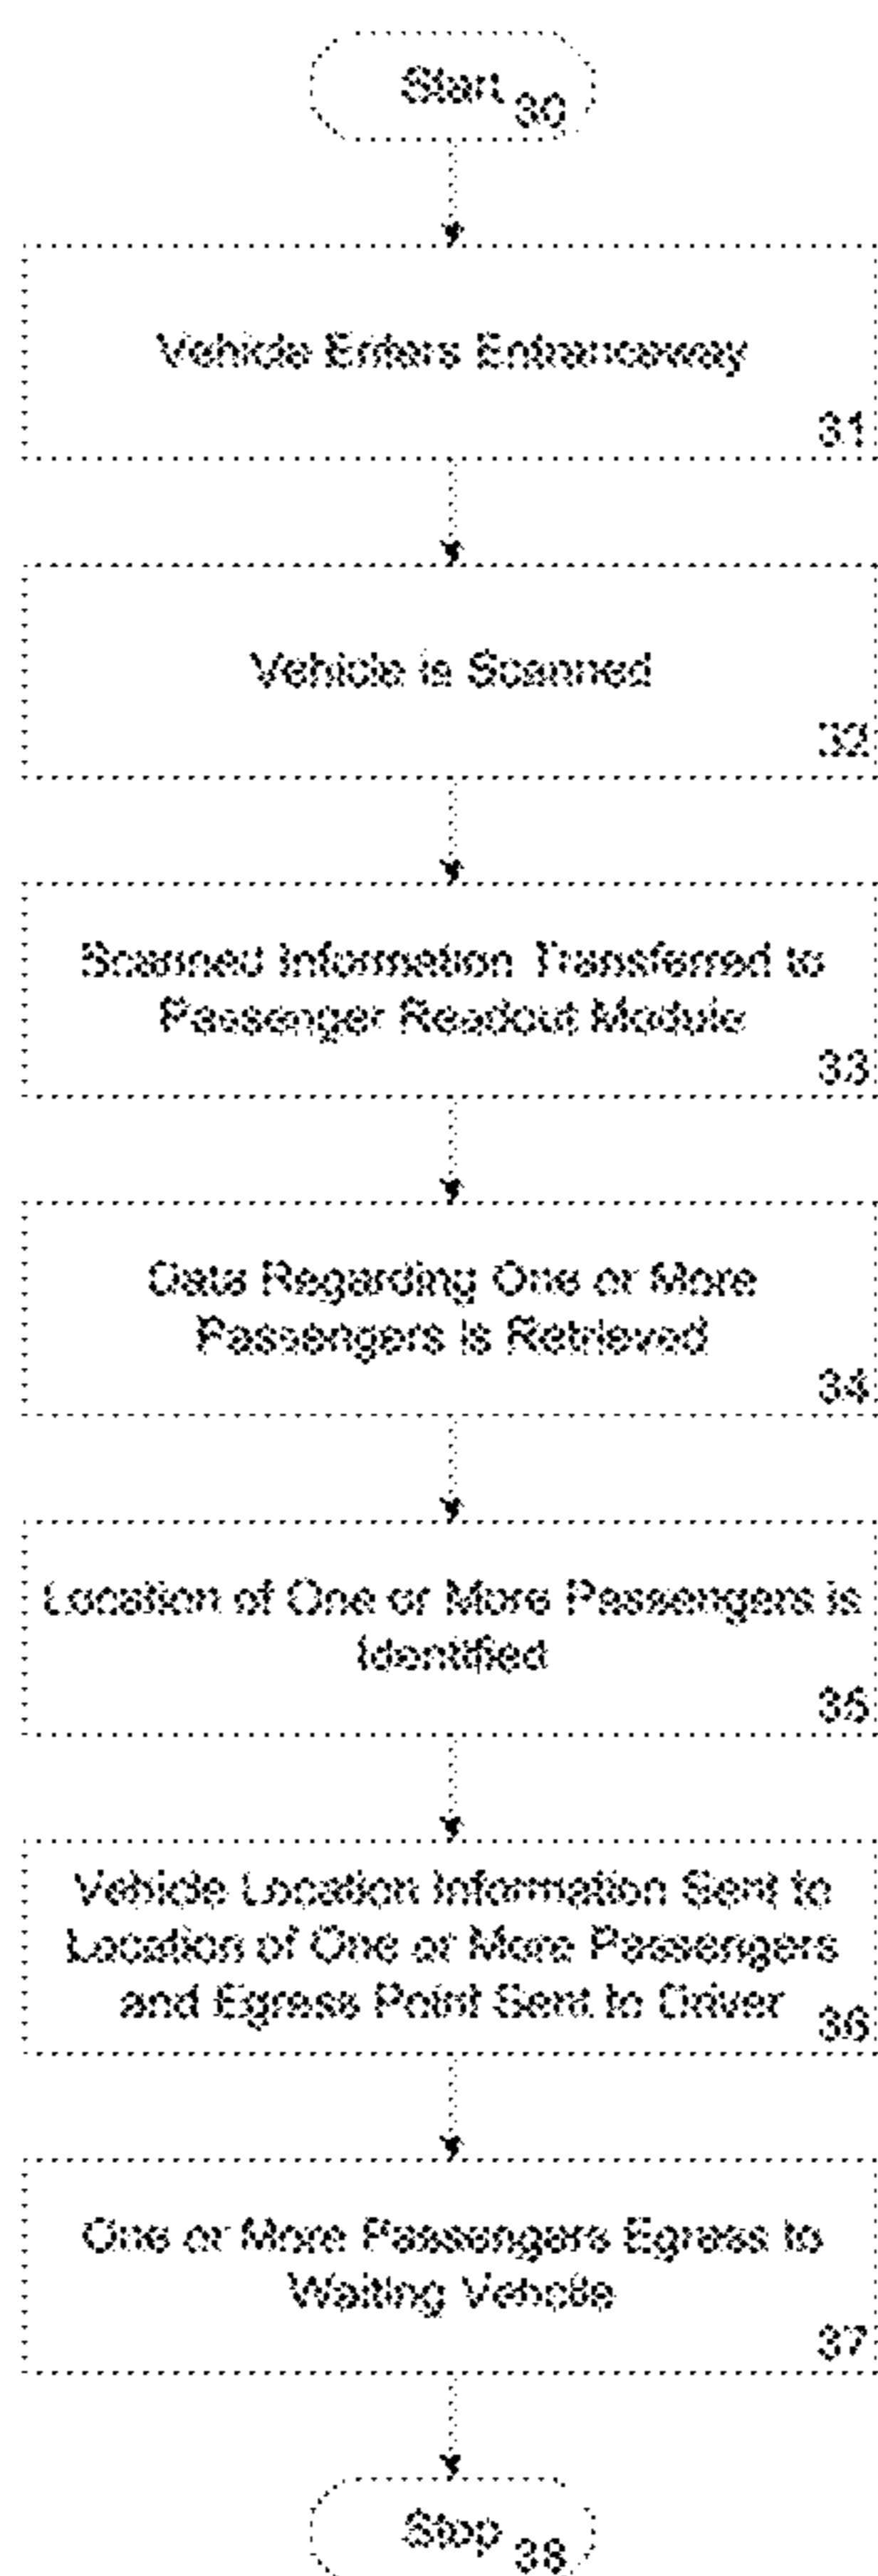 Start
30
Vehicle Enters Entranceway
31
Vehicle is Scanned
32
Scanned Information Transferred to
Passenger Readout Module
33
Data Regarding One or More
Passengers is Retrieved
34
Location of One or More Passengers is
Identified
35
Vehicle Location Information Sent to
Location of One or More Passengers
and Egress Point Sent to Driver
36
One or More Passengers Egress to
Waiting Vehicle
37
Stop
38